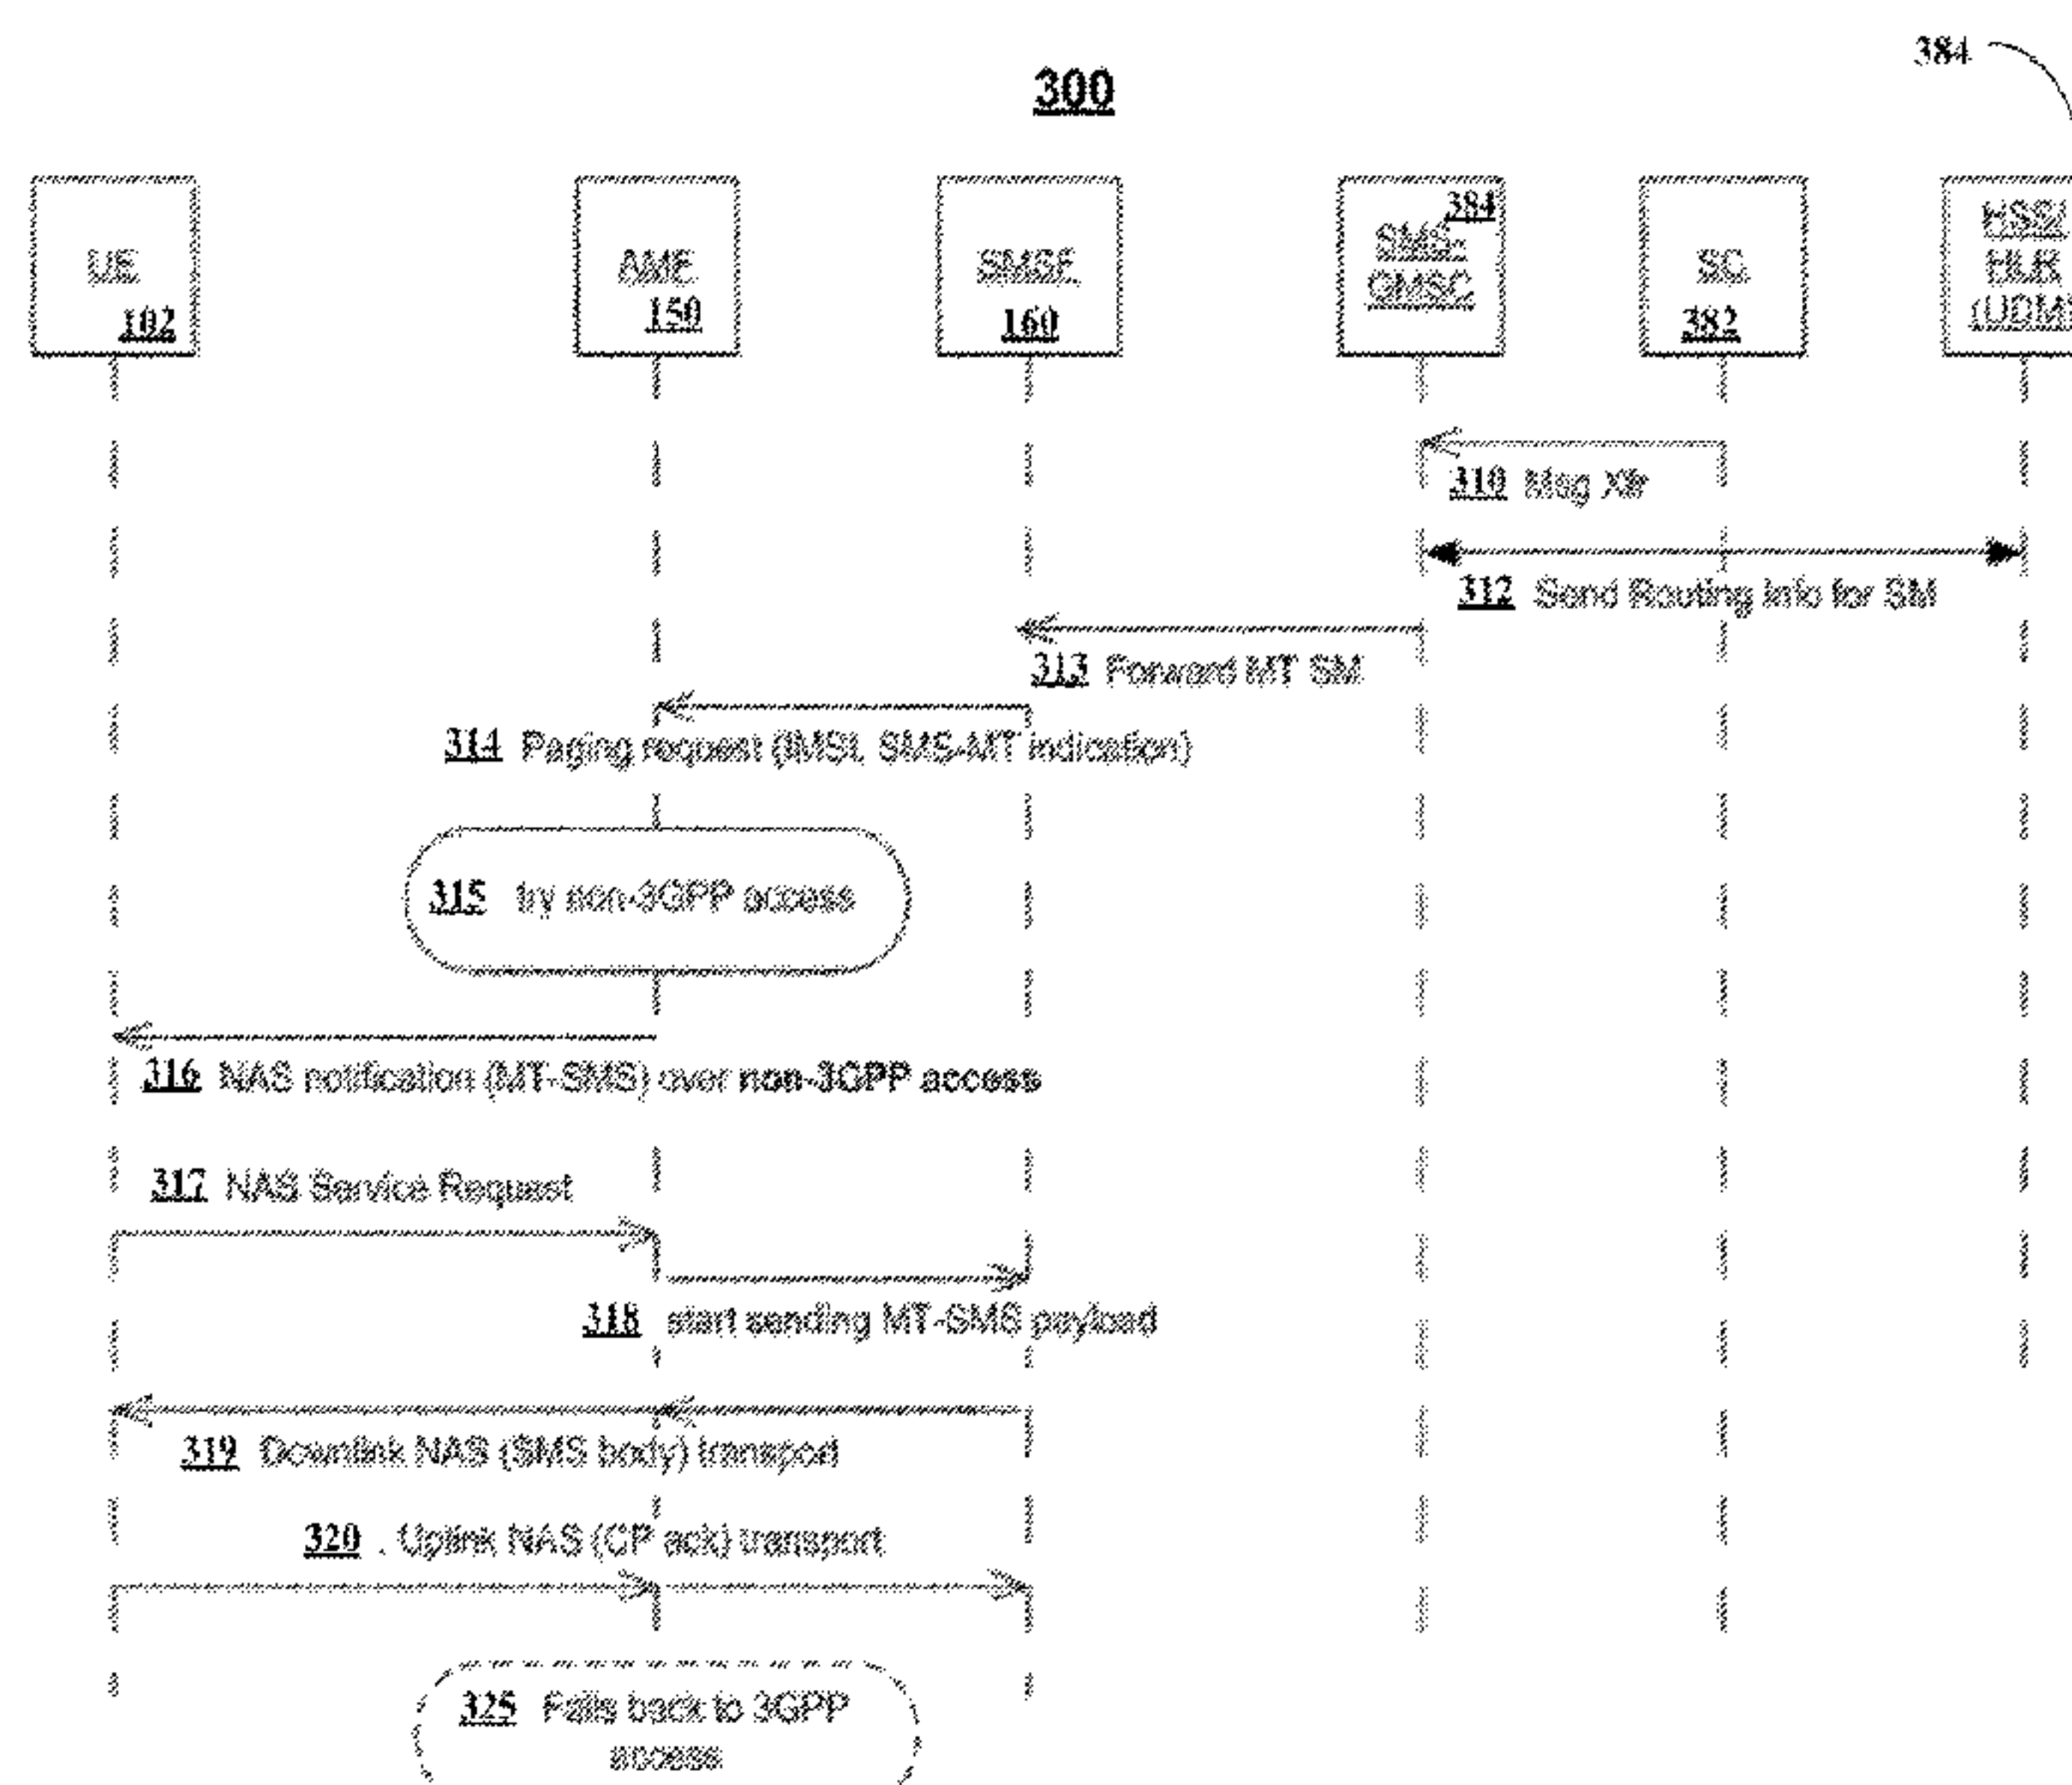 384
300
UE
102
AMF
150
SMSF
160
384
SMS-
GMSC
SC
382
HSS/
HLR
(UDM)
310 Msg Xfr
312 Send Routing Info for SM
313 Forward MT SM
314 Paging request (IMSI, SMS-MT indication)
315 try non-3GPP access
316 NAS notification (MT-SMS) over non-3GPP access
317 NAS Service Request
318 start sending MT-SMS payload
319 Downlink NAS (SMS body) transport
320 . Uplink NAS (CP ack) transport
325 Falls back to 3GPP
access